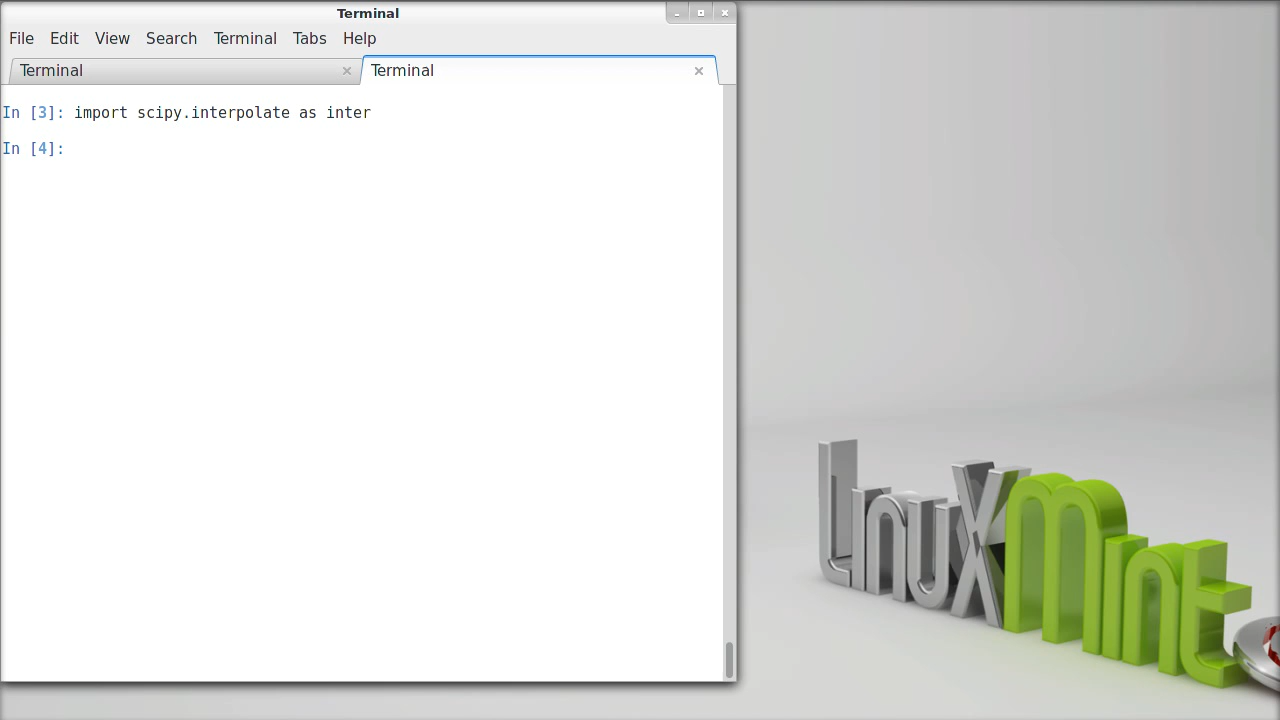 Terminal
File Edit View Search Terminal Tabs Help
Terminal Terminal
In [3]: import scipy.interpolate as inter
In [4]:
LinuxMint